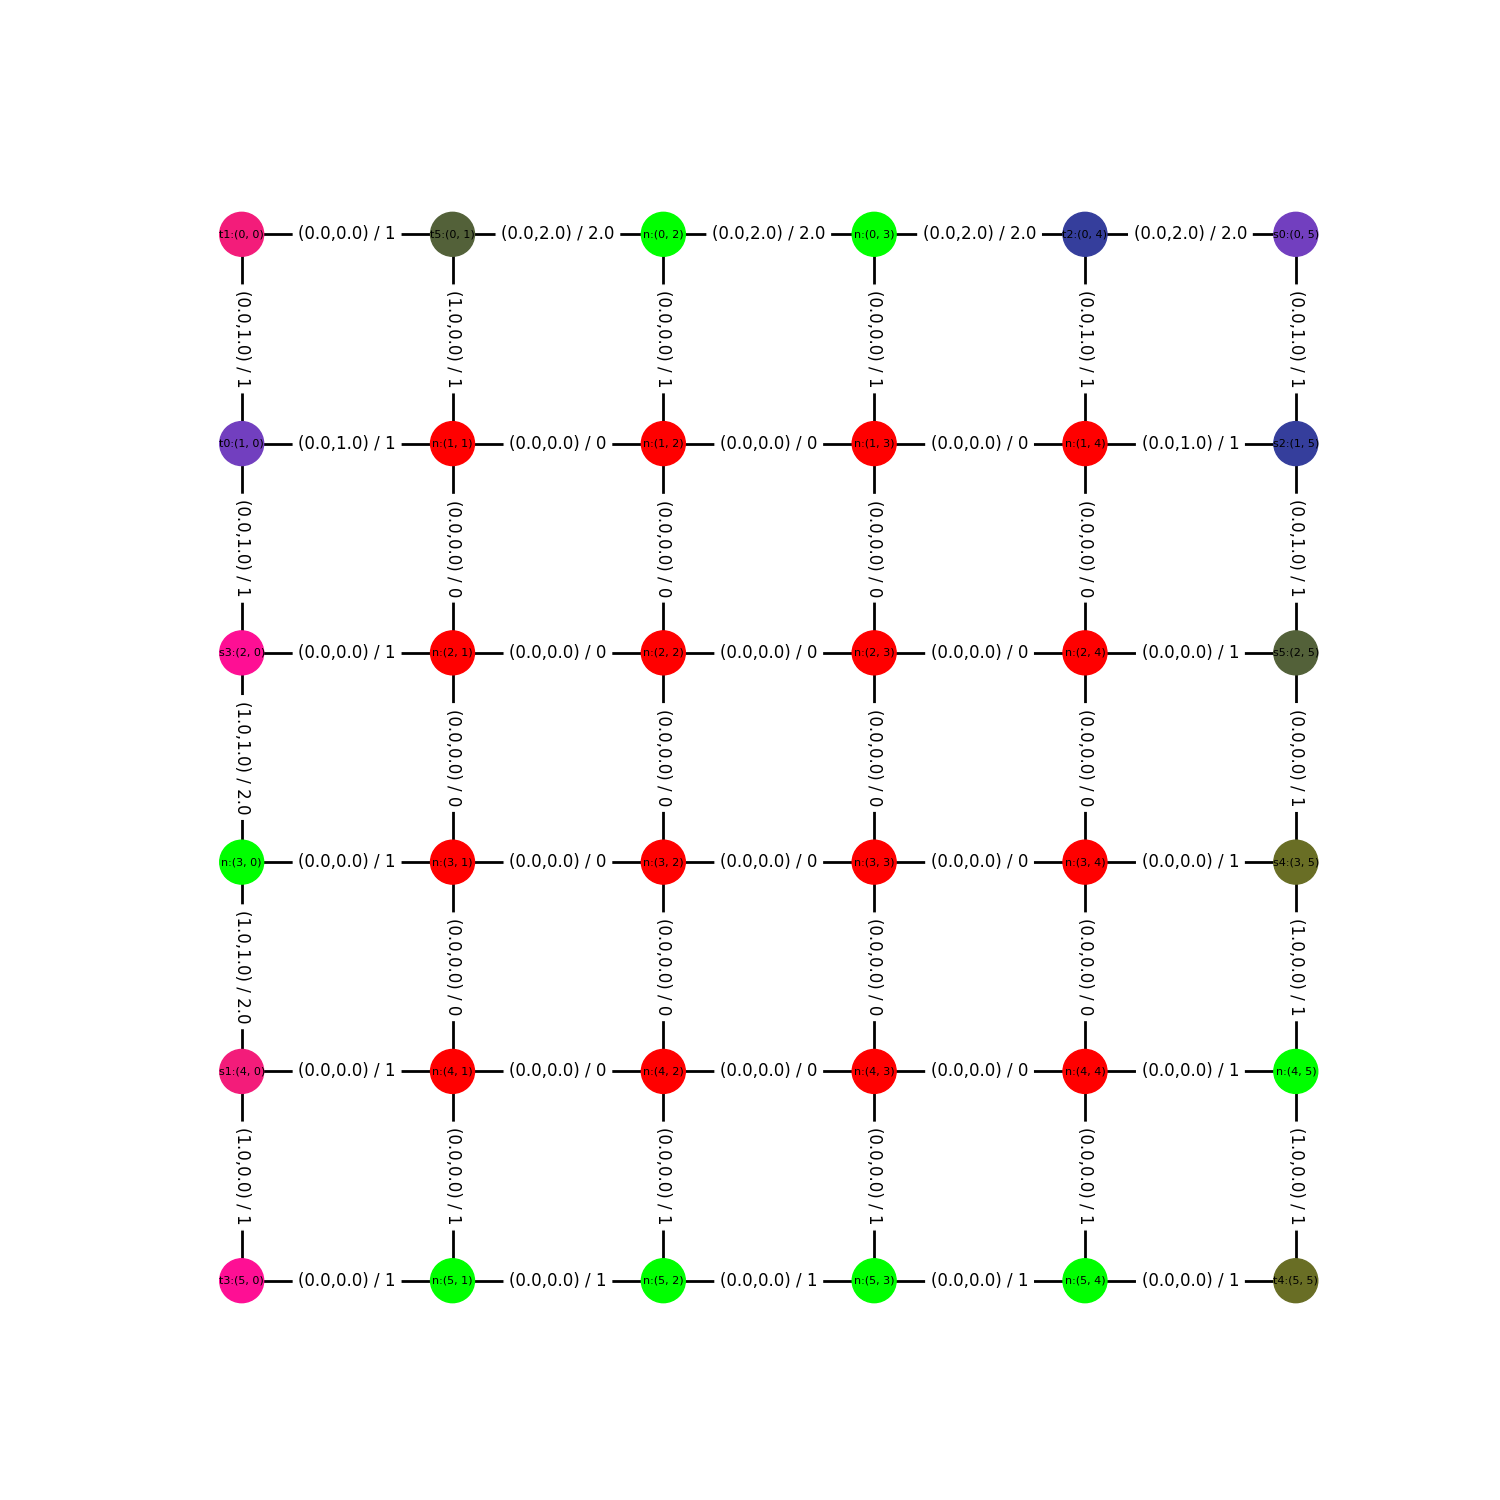 t1:(0, 0) (0.0,0.0) / 1 t5:(0, 1) (0.0,2.0) / 2.0 n:(0, 2) (0.0,2.0) / 2.0 n:(0, 3) (0.0,2.0) / 2.0 t2:(0, 4) (0.0,2.0) / 2.0 s0:(0, 5)
(0.0,1.0) / 1 (1.0,0.0) / 1 (0.0,0.0) / 1 (0.0,0.0) / 1 (0.0,1.0) / 1 (0.0,1.0) / 1
t0:(1, 0) (0.0,1.0) / 1 n:(1, 1) (0.0,0.0) / 0 n:(1, 2) (0.0,0.0) / 0 n:(1, 3) (0.0,0.0) / 0 n:(1, 4) (0.0,1.0) / 1 s2:(1, 5)
(0.0,1.0) / 1 (0.0,0.0) / 0 (0.0,0.0) / 0 (0.0,0.0) / 0 (0.0,0.0) / 0 (0.0,1.0) / 1
s3:(2, 0) (0.0,0.0) / 1 n:(2, 1) (0.0,0.0) / 0 n:(2, 2) (0.0,0.0) / 0 n:(2, 3) (0.0,0.0) / 0 n:(2, 4) (0.0,0.0) / 1 s5:(2, 5)
(1.0,1.0) / 2.0 (0.0,0.0) / 0 (0.0,0.0) / 0 (0.0,0.0) / 0 (0.0,0.0) / 0 (0.0,0.0) / 1
n:(3, 0) (0.0,0.0) / 1 n:(3, 1) (0.0,0.0) / 0 n:(3, 2) (0.0,0.0) / 0 n:(3, 3) (0.0,0.0) / 0 n:(3, 4) (0.0,0.0) / 1 s4:(3, 5)
(1.0,1.0) / 2.0 (0.0,0.0) / 0 (0.0,0.0) / 0 (0.0,0.0) / 0 (0.0,0.0) / 0 (1.0,0.0) / 1
s1:(4, 0) (0.0,0.0) / 1 n:(4, 1) (0.0,0.0) / 0 n:(4, 2) (0.0,0.0) / 0 n:(4, 3) (0.0,0.0) / 0 n:(4, 4) (0.0,0.0) / 1 n:(4, 5)
(1.0,0.0) / 1 (0.0,0.0) / 1 (0.0,0.0) / 1 (0.0,0.0) / 1 (0.0,0.0) / 1 (1.0,0.0) / 1
t3:(5, 0) (0.0,0.0) / 1 n:(5, 1) (0.0,0.0) / 1 n:(5, 2) (0.0,0.0) / 1 n:(5, 3) (0.0,0.0) / 1 n:(5, 4) (0.0,0.0) / 1 t4:(5, 5)